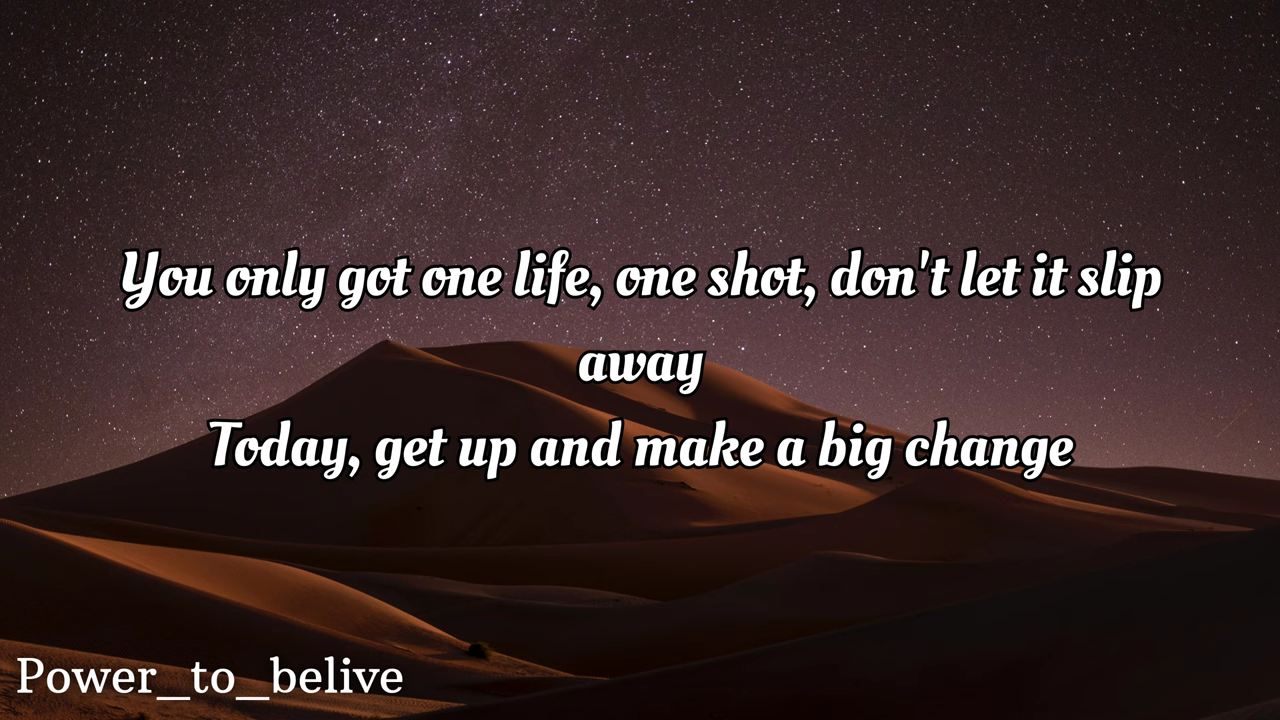 You only got one life, one shot, don't let it slip
away
Today, get up and make a big change
Power_to_belive